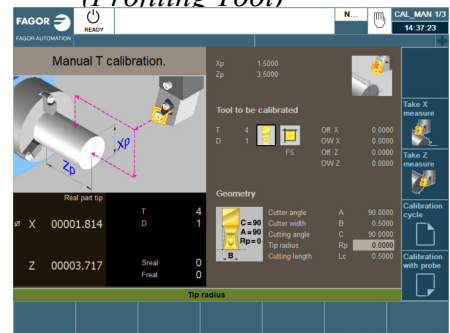 (Profiling Tool)
FAGOR
FAGOR AUTOMATION
READY
N...
CAL_MAN 1/3
14:37:23
Manual T calibration.
Xp 1.5000
Zp 3.5000
Xp
Zp
Tool to be calibrated
T 4
D 1
F5
Off. X 0.0000
OW X 0.0000
Off. Z 0.0000
OW Z 0.0000
Take X measure
Take Z measure
Calibration cycle
Calibration with probe
Real part tip
X 00001.814
Z 00003.717
T 4
D 1
Sreal 0
Freal 0
Geometry
C=90
A=90
Rp=0
B
Cutter angle A 90.0000
Cutter width B 0.5000
Cutting angle C 90.0000
Tip radius Rp 0.0000
Cutting length Lc 0.5000
Tip radius